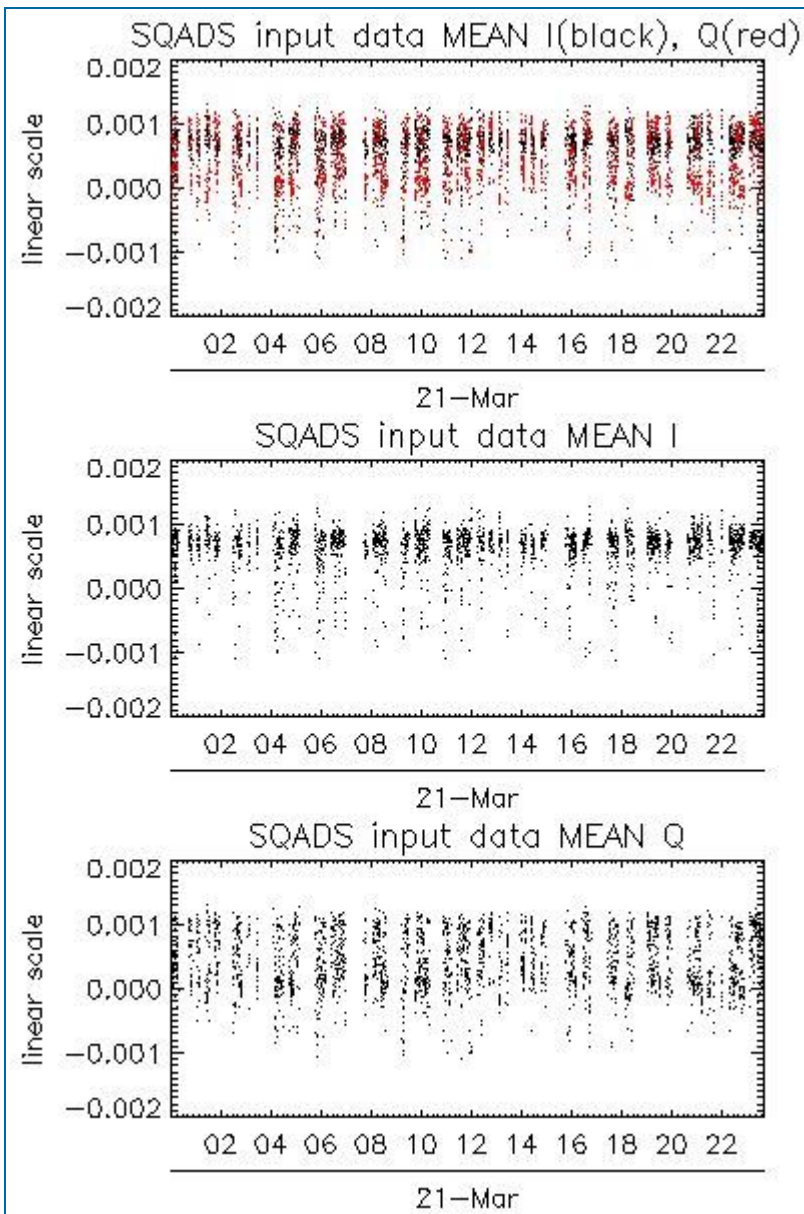 SQADS input data MEAN I(black), Q(red)
0.002
0.001
0.000
−0.001
−0.002
linear scale
02 04 06 08 10 12 14 16 18 20 22
21−Mar
SQADS input data MEAN I
0.002
0.001
0.000
−0.001
−0.002
linear scale
02 04 06 08 10 12 14 16 18 20 22
21−Mar
SQADS input data MEAN Q
0.002
0.001
0.000
−0.001
−0.002
linear scale
02 04 06 08 10 12 14 16 18 20 22
21−Mar